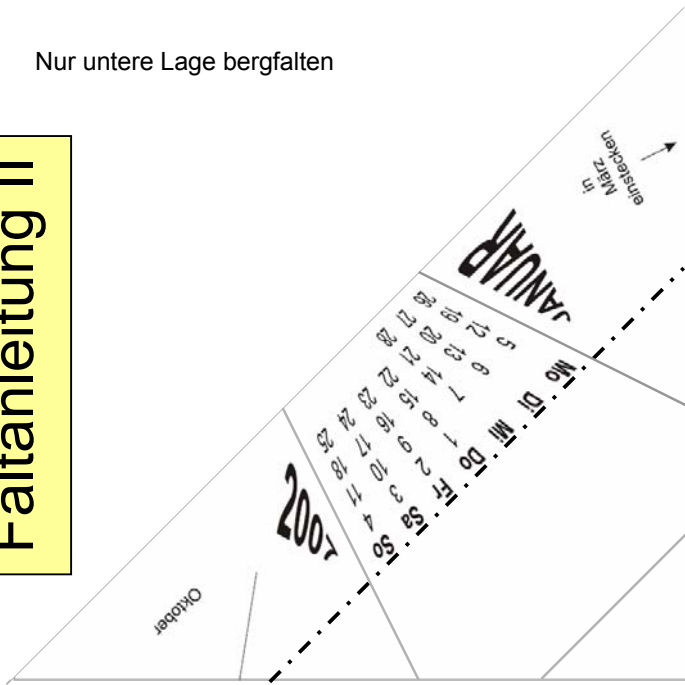 Nur untere Lage bergfalten
Faltanleitung II
in
März
einstecken
JANUAR
Mo Di Mi Do Fr Sa So
1 2 3 4
5 6 7 8 9 10 11
12 13 14 15 16 17 18
19 20 21 22 23 24 25
26 27 28
Oktober